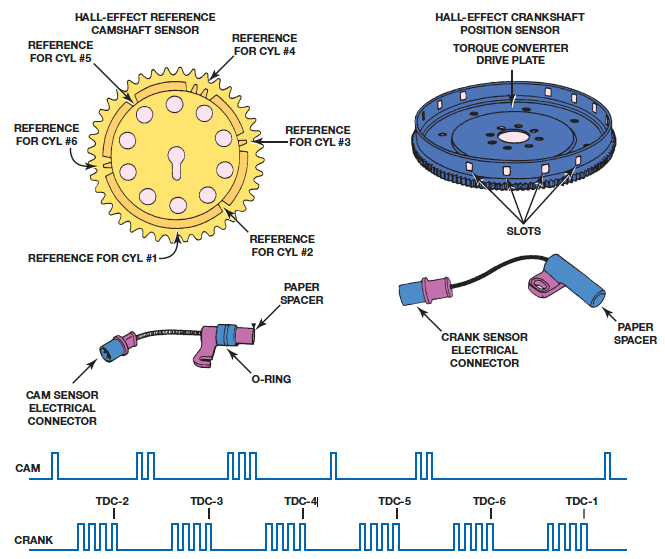 HALL-EFFECT REFERENCE
CAMSHAFT SENSOR
REFERENCE
FOR CYL #5
REFERENCE
FOR CYL #4
REFERENCE
FOR CYL #6
REFERENCE
FOR CYL #3
REFERENCE
FOR CYL #2
REFERENCE FOR CYL #1
HALL-EFFECT CRANKSHAFT
POSITION SENSOR
TORQUE CONVERTER
DRIVE PLATE
SLOTS
PAPER
SPACER
O-RING
CAM SENSOR
ELECTRICAL
CONNECTOR
CRANK SENSOR
ELECTRICAL
CONNECTOR
PAPER
SPACER
CAM
TDC-2 TDC-3 TDC-4 TDC-5 TDC-6 TDC-1
CRANK